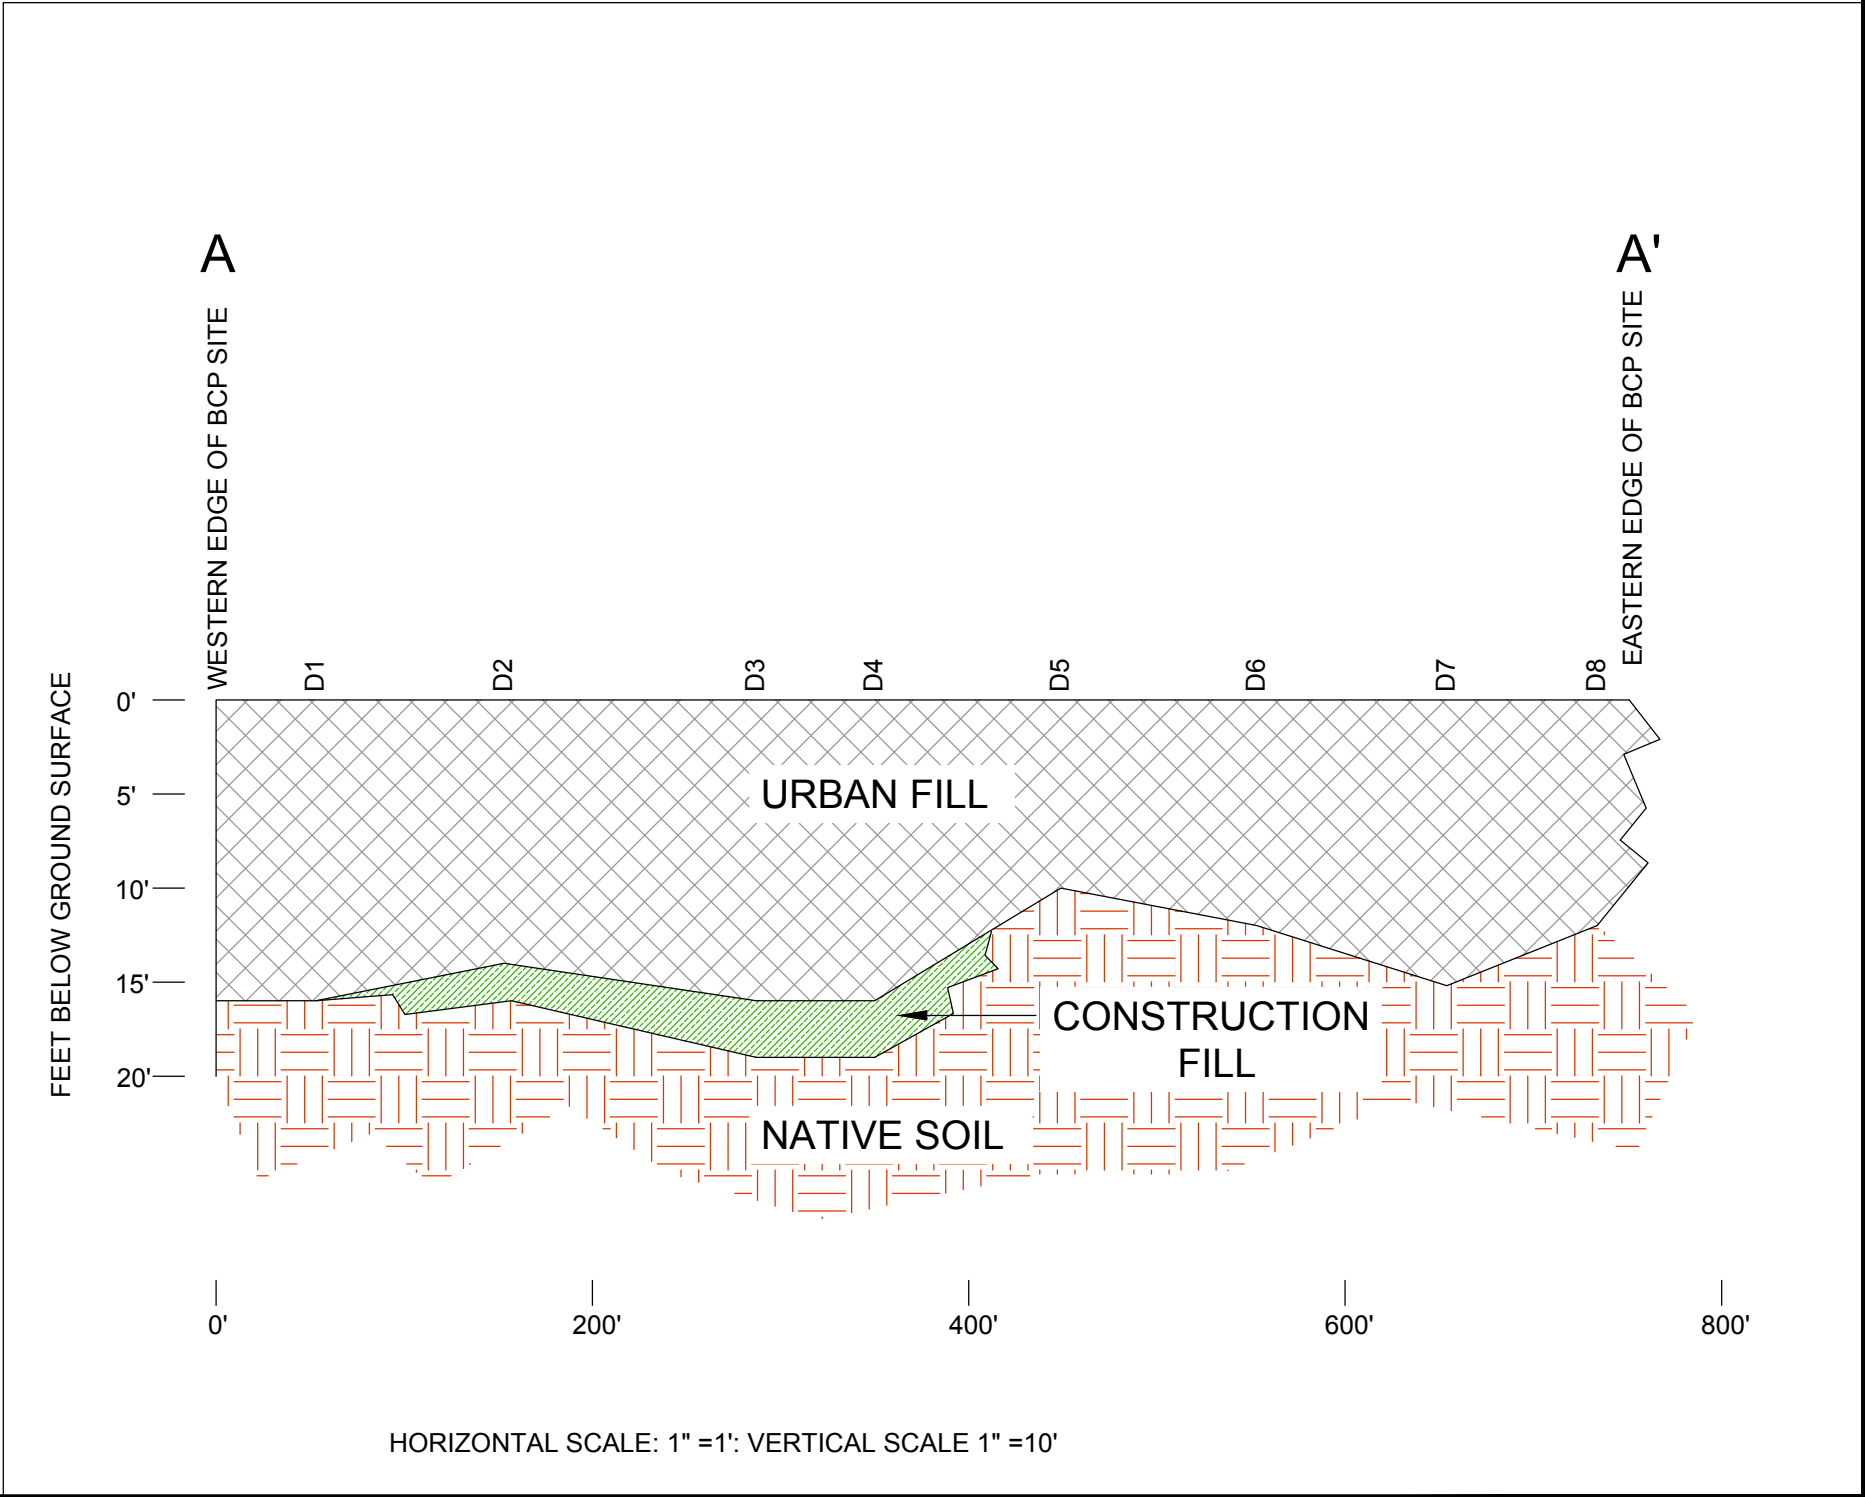 A
A'
WESTERN EDGE OF BCP SITE
EASTERN EDGE OF BCP SITE
D1
D2
D3
D4
D5
D6
D7
D8
FEET BELOW GROUND SURFACE
0'
5'
10'
15'
20'
URBAN FILL
CONSTRUCTION
FILL
NATIVE SOIL
0'
200'
400'
600'
800'
HORIZONTAL SCALE: 1" =1': VERTICAL SCALE 1" =10'